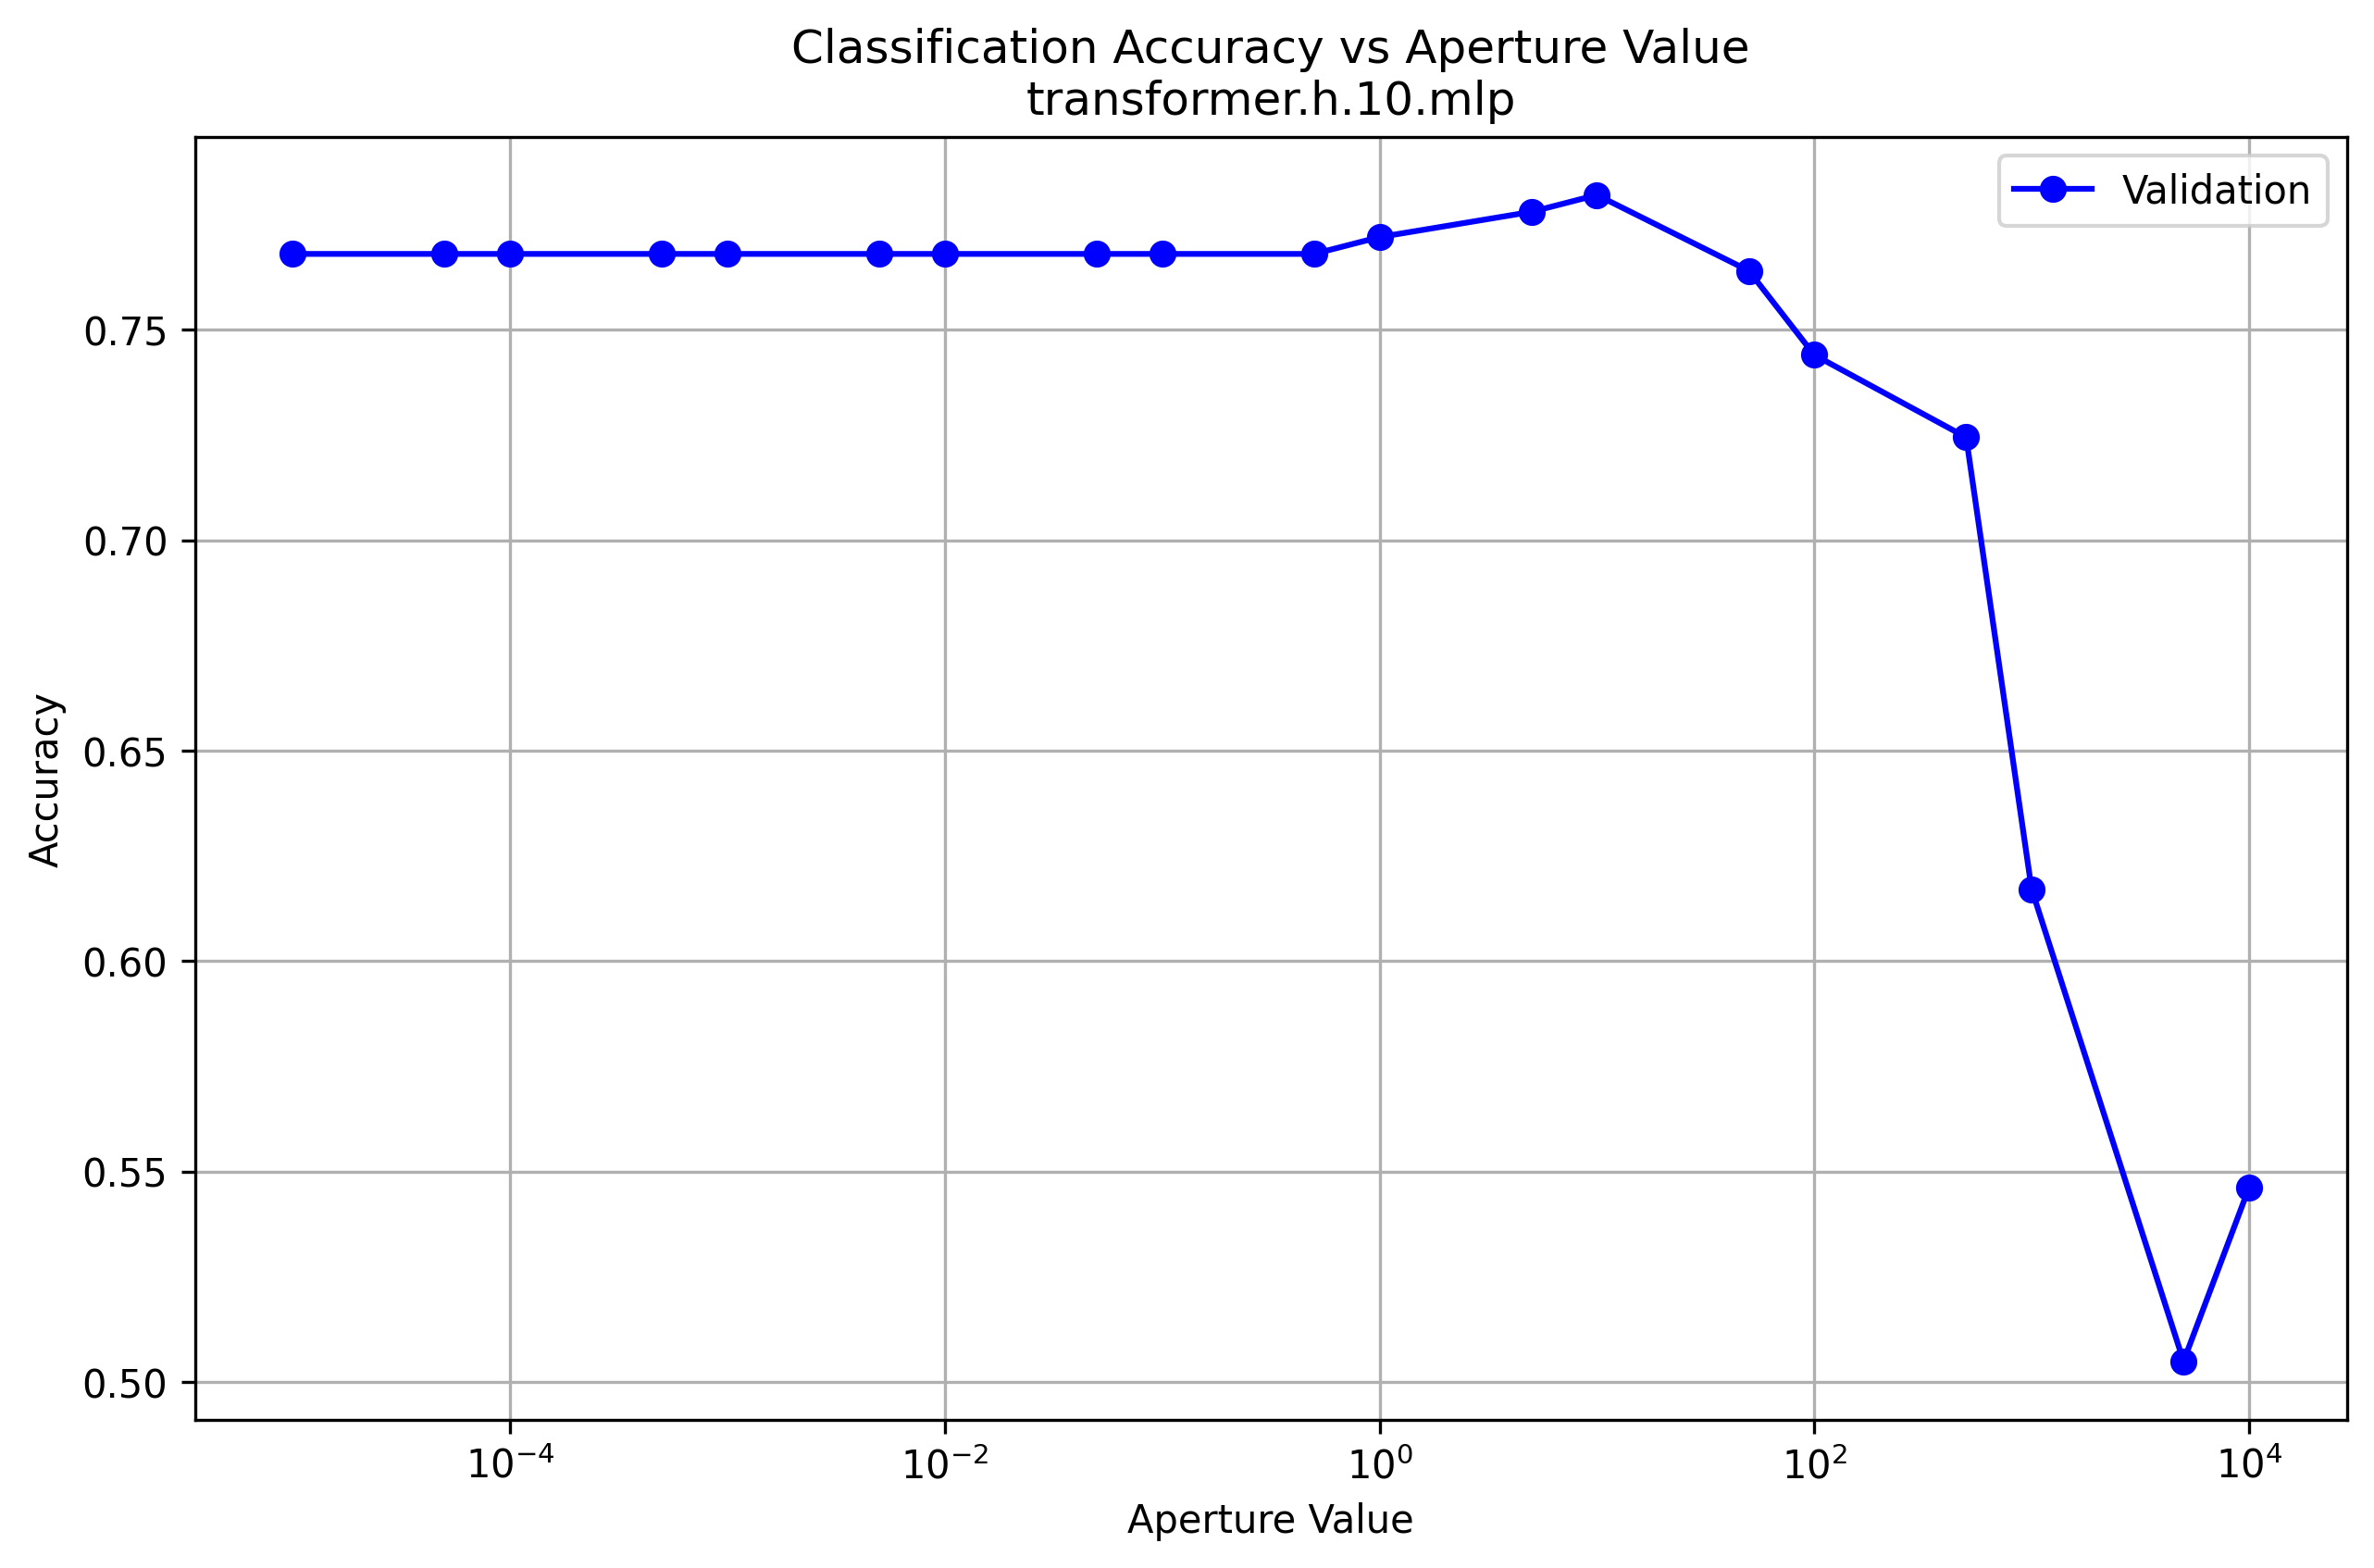 Classification Accuracy vs Aperture Value
transformer.h.10.mlp
Validation
0.75
0.70
0.65
0.60
0.55
0.50
Accuracy
10⁻⁴ 10⁻² 10⁰ 10² 10⁴
Aperture Value